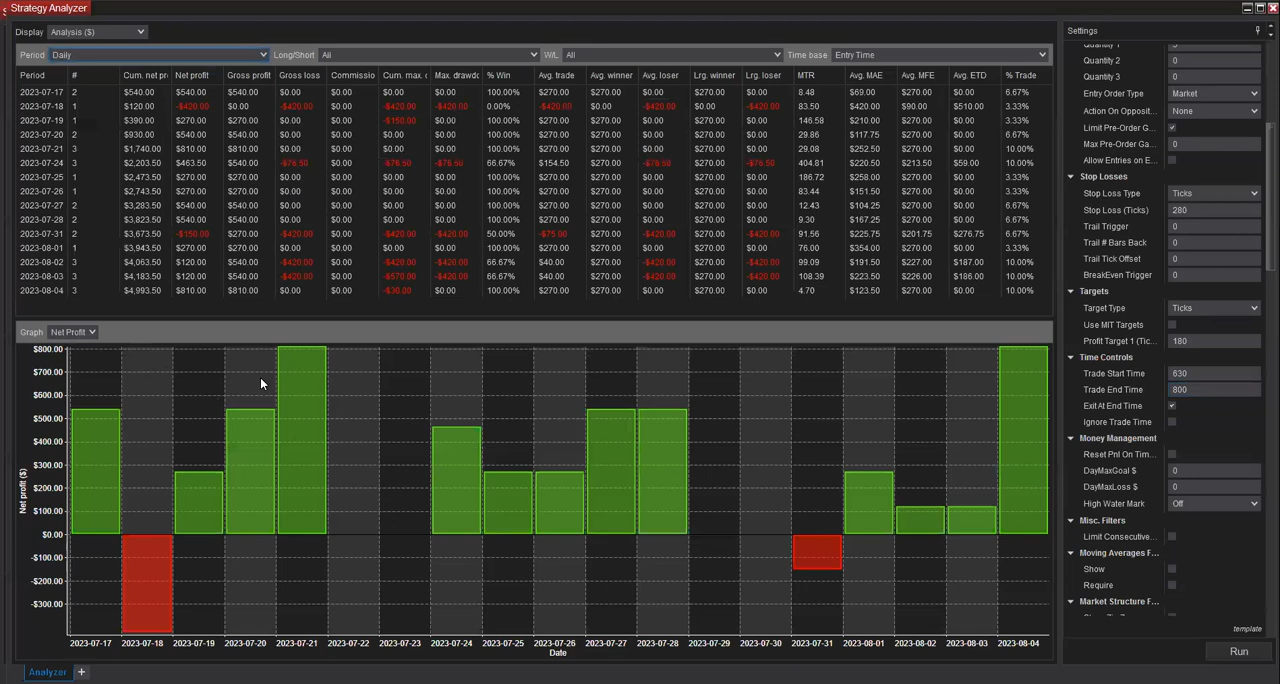 Strategy Analyzer
Display Analysis ($)
Period Daily Long/Short All W/L All Time base Entry Time
Period # Cum. net pr Net profit Gross profit Gross loss Commissio Cum. max. d Max. drawdo % Win Avg. trade Avg. winner Avg. loser Lrg. winner Lrg. loser MTR Avg. MAE Avg. MFE Avg. ETD % Trade
2023-07-17 2 $540.00 $540.00 $540.00 $0.00 $0.00 $0.00 $0.00 100.00% $270.00 $270.00 $0.00 $270.00 $0.00 8.48 $69.00 $270.00 $0.00 6.67%
2023-07-18 1 $120.00 -$420.00 $0.00 -$420.00 $0.00 -$420.00 -$420.00 0.00% -$420.00 $0.00 -$420.00 $0.00 -$420.00 83.50 $420.00 $90.00 $510.00 3.33%
2023-07-19 1 $390.00 $270.00 $270.00 $0.00 $0.00 -$150.00 $0.00 100.00% $270.00 $270.00 $0.00 $270.00 $0.00 146.58 $210.00 $270.00 $0.00 3.33%
2023-07-20 2 $930.00 $540.00 $540.00 $0.00 $0.00 $0.00 $0.00 100.00% $270.00 $270.00 $0.00 $270.00 $0.00 29.86 $117.75 $270.00 $0.00 6.67%
2023-07-21 3 $1,740.00 $810.00 $810.00 $0.00 $0.00 $0.00 $0.00 100.00% $270.00 $270.00 $0.00 $270.00 $0.00 29.08 $252.50 $270.00 $0.00 10.00%
2023-07-24 3 $2,203.50 $463.50 $540.00 -$76.50 $0.00 -$76.50 -$76.50 66.67% $154.50 $270.00 -$76.50 $270.00 -$76.50 404.81 $220.50 $213.50 $59.00 10.00%
2023-07-25 1 $2,473.50 $270.00 $270.00 $0.00 $0.00 $0.00 $0.00 100.00% $270.00 $270.00 $0.00 $270.00 $0.00 186.72 $258.00 $270.00 $0.00 3.33%
2023-07-26 1 $2,743.50 $270.00 $270.00 $0.00 $0.00 $0.00 $0.00 100.00% $270.00 $270.00 $0.00 $270.00 $0.00 83.44 $151.50 $270.00 $0.00 3.33%
2023-07-27 2 $3,283.50 $540.00 $540.00 $0.00 $0.00 $0.00 $0.00 100.00% $270.00 $270.00 $0.00 $270.00 $0.00 12.43 $104.25 $270.00 $0.00 6.67%
2023-07-28 2 $3,823.50 $540.00 $540.00 $0.00 $0.00 $0.00 $0.00 100.00% $270.00 $270.00 $0.00 $270.00 $0.00 9.30 $167.25 $270.00 $0.00 6.67%
2023-07-31 2 $3,673.50 -$150.00 $270.00 -$420.00 $0.00 -$420.00 -$420.00 50.00% -$75.00 $270.00 -$420.00 $270.00 -$420.00 91.56 $225.75 $201.75 $276.75 6.67%
2023-08-01 1 $3,943.50 $270.00 $270.00 $0.00 $0.00 $0.00 $0.00 100.00% $270.00 $270.00 $0.00 $270.00 $0.00 76.00 $354.00 $270.00 $0.00 3.33%
2023-08-02 3 $4,063.50 $120.00 $540.00 -$420.00 $0.00 -$420.00 -$420.00 66.67% $40.00 $270.00 -$420.00 $270.00 -$420.00 99.09 $191.50 $227.00 $187.00 10.00%
2023-08-03 3 $4,183.50 $120.00 $540.00 -$420.00 $0.00 -$570.00 -$420.00 66.67% $40.00 $270.00 -$420.00 $270.00 -$420.00 108.39 $223.50 $226.00 $186.00 10.00%
2023-08-04 3 $4,993.50 $810.00 $810.00 $0.00 $0.00 -$30.00 $0.00 100.00% $270.00 $270.00 $0.00 $270.00 $0.00 4.70 $123.50 $270.00 $0.00 10.00%
Graph Net Profit
$800.00
$700.00
$600.00
$500.00
$400.00
$300.00
$200.00
$100.00
$0.00
-$100.00
-$200.00
-$300.00
Net profit ($)
2023-07-17 2023-07-18 2023-07-19 2023-07-20 2023-07-21 2023-07-22 2023-07-23 2023-07-24 2023-07-25 2023-07-26 2023-07-27 2023-07-28 2023-07-29 2023-07-30 2023-07-31 2023-08-01 2023-08-02 2023-08-03 2023-08-04
Date
Analyzer +
Settings
Quantity 2 0
Quantity 3 0
Entry Order Type Market
Action On Opposit... None
Limit Pre-Order G...
Max Pre-Order Ga... 0
Allow Entries on E...
Stop Losses
Stop Loss Type Ticks
Stop Loss (Ticks) 280
Trail Trigger 0
Trail # Bars Back 0
Trail Tick Offset 0
BreakEven Trigger 0
Targets
Target Type Ticks
Use MIT Targets
Profit Target 1 (Tic... 180
Time Controls
Trade Start Time 630
Trade End Time 800
Exit At End Time
Ignore Trade Time
Money Management
Reset Pnl On Tim...
DayMaxGoal $ 0
DayMaxLoss $ 0
High Water Mark Off
Misc. Filters
Limit Consecutive...
Moving Averages F...
Show
Require
Market Structure F...
template
Run